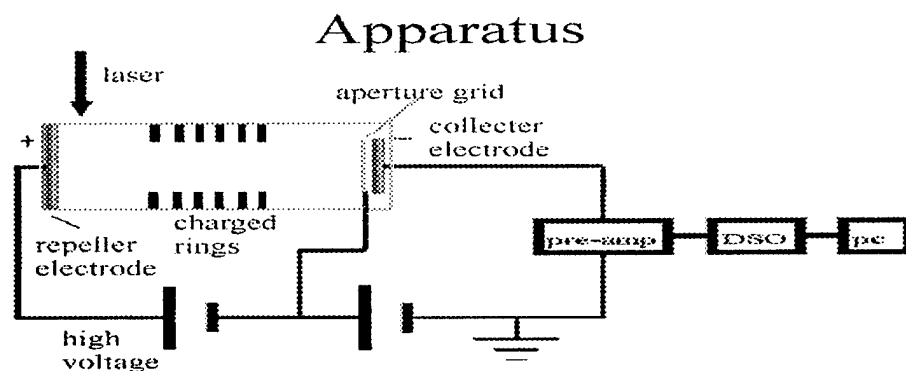 Apparatus
laser
aperture grid
+
collecter
electrode
charged
rings
repeller
electrode
pre-amp
DSO
pc
high
voltage